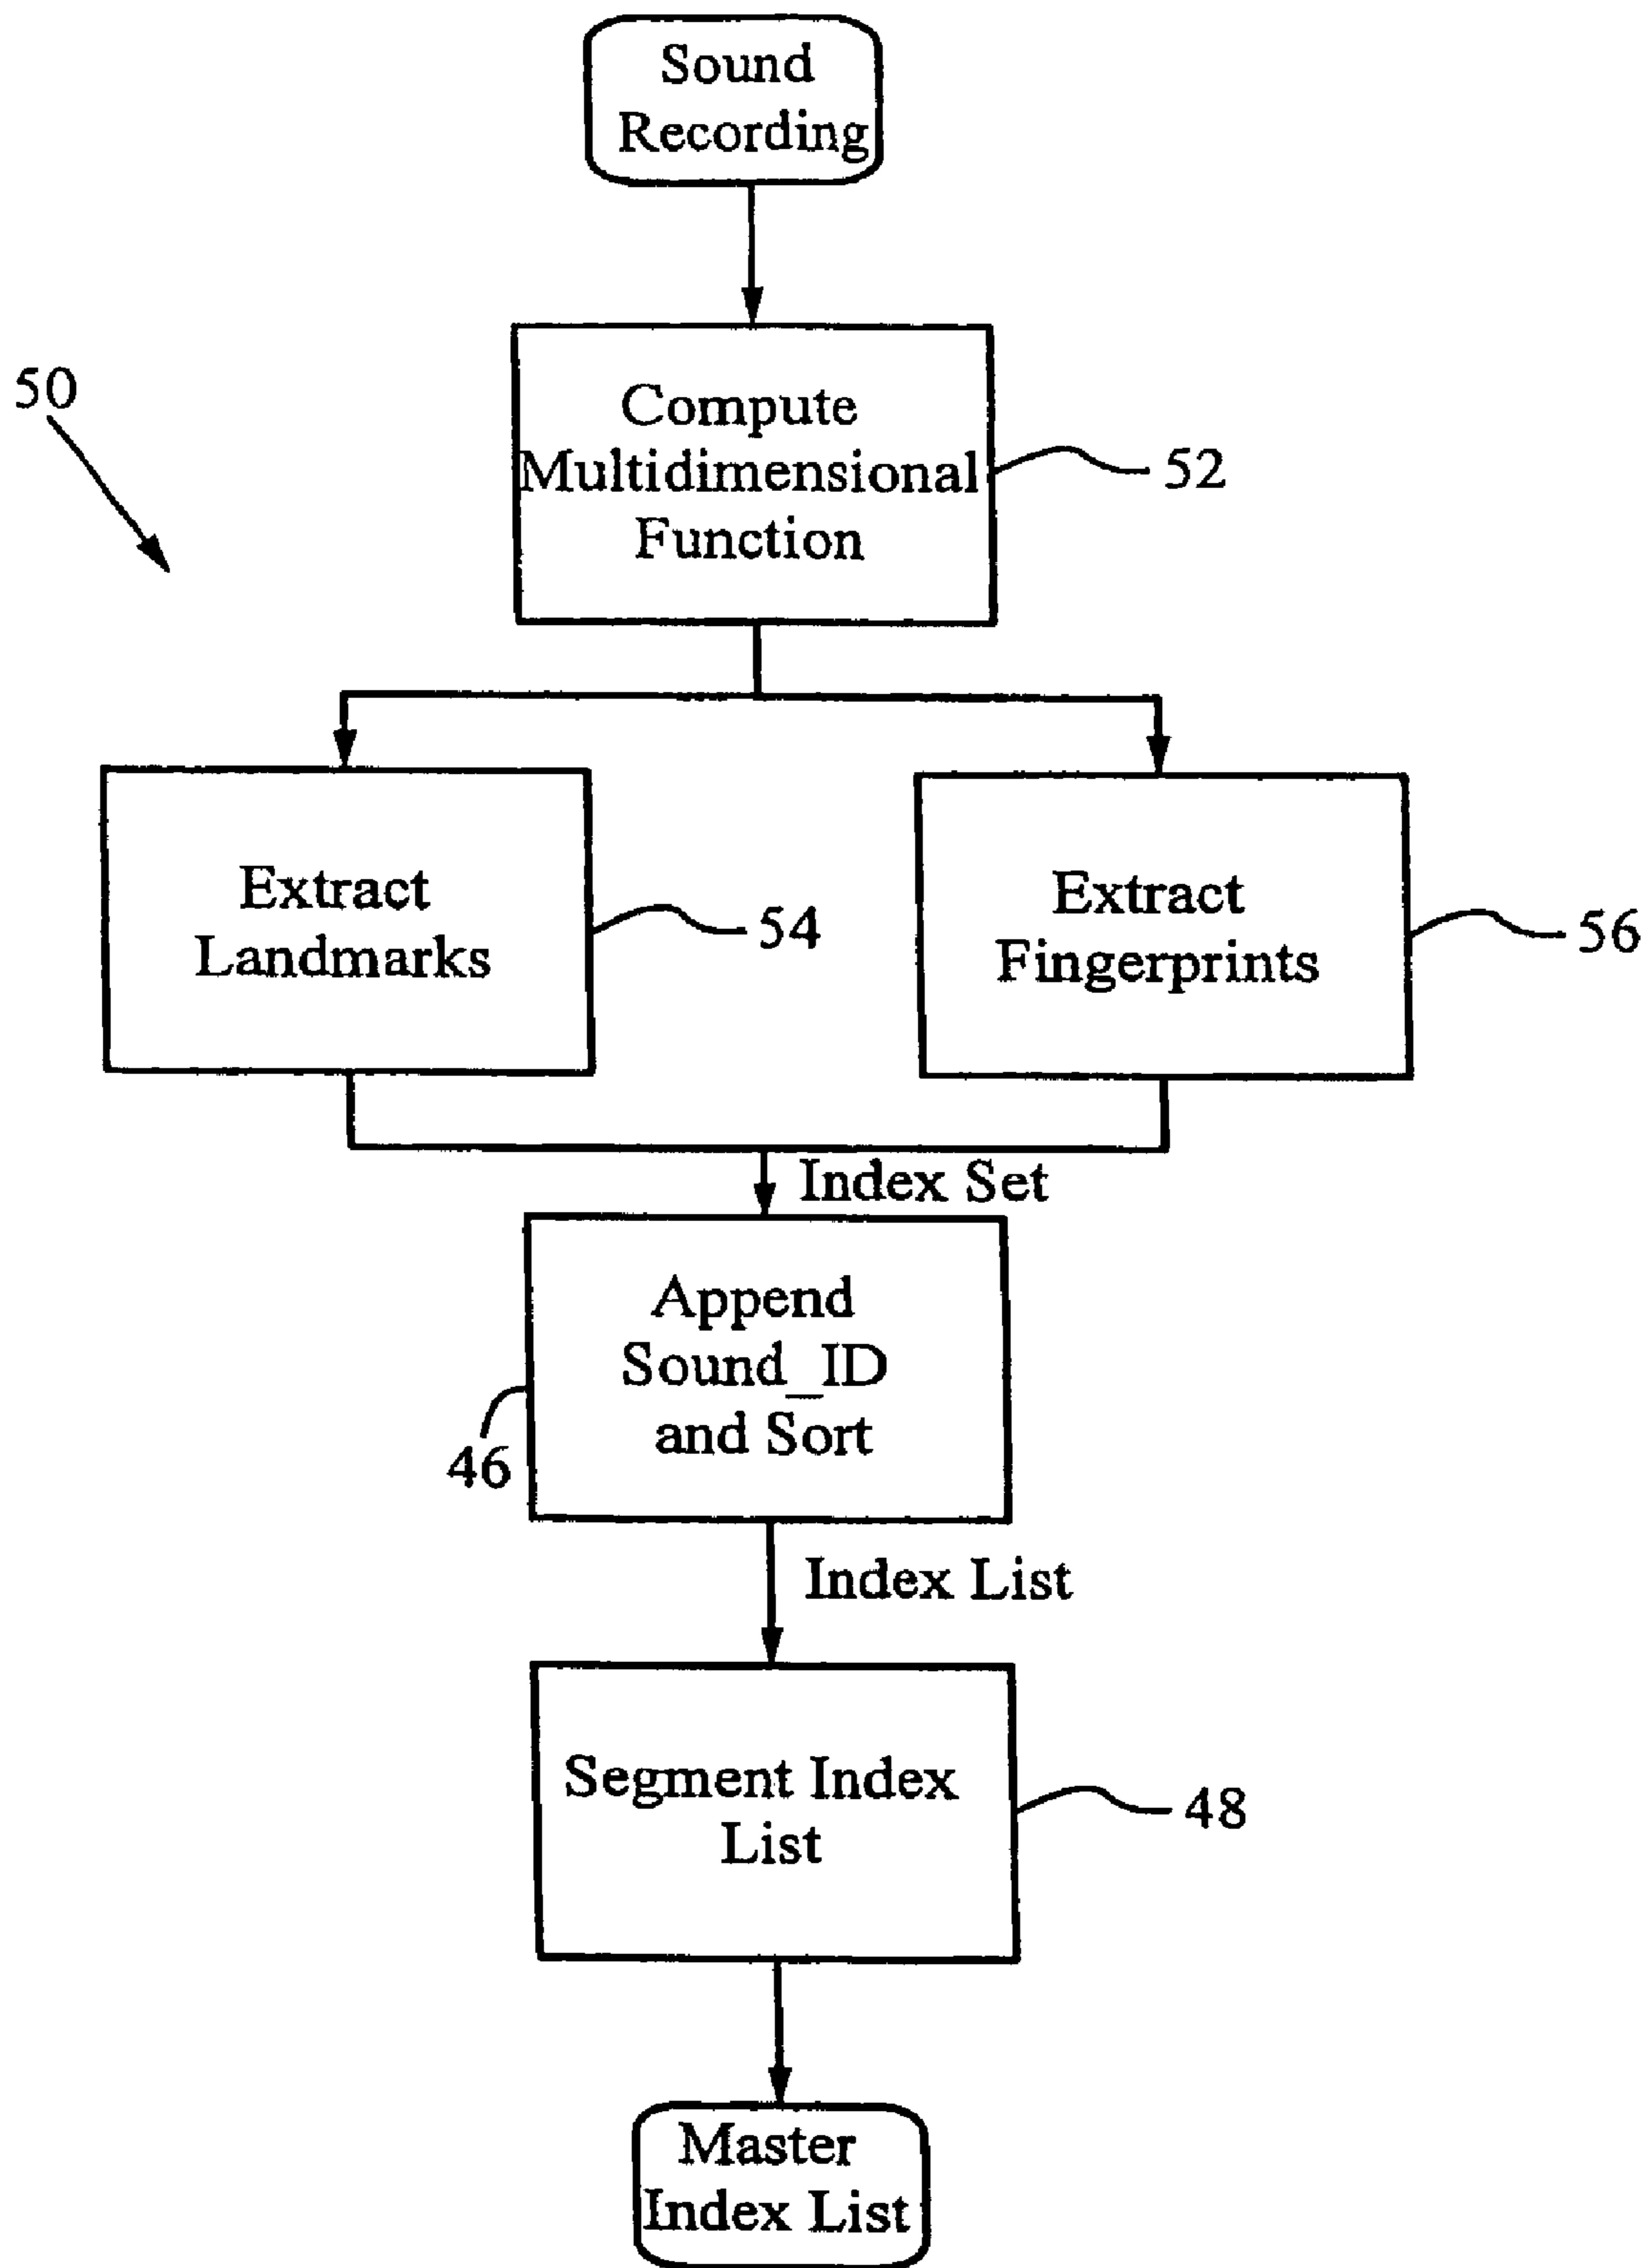 Sound
Recording
50
Compute
Multidimensional
Function
52
Extract
Landmarks
54
Extract
Fingerprints
56
Index Set
Append
Sound_ID
and Sort
46
Index List
Segment Index
List
48
Master
Index List